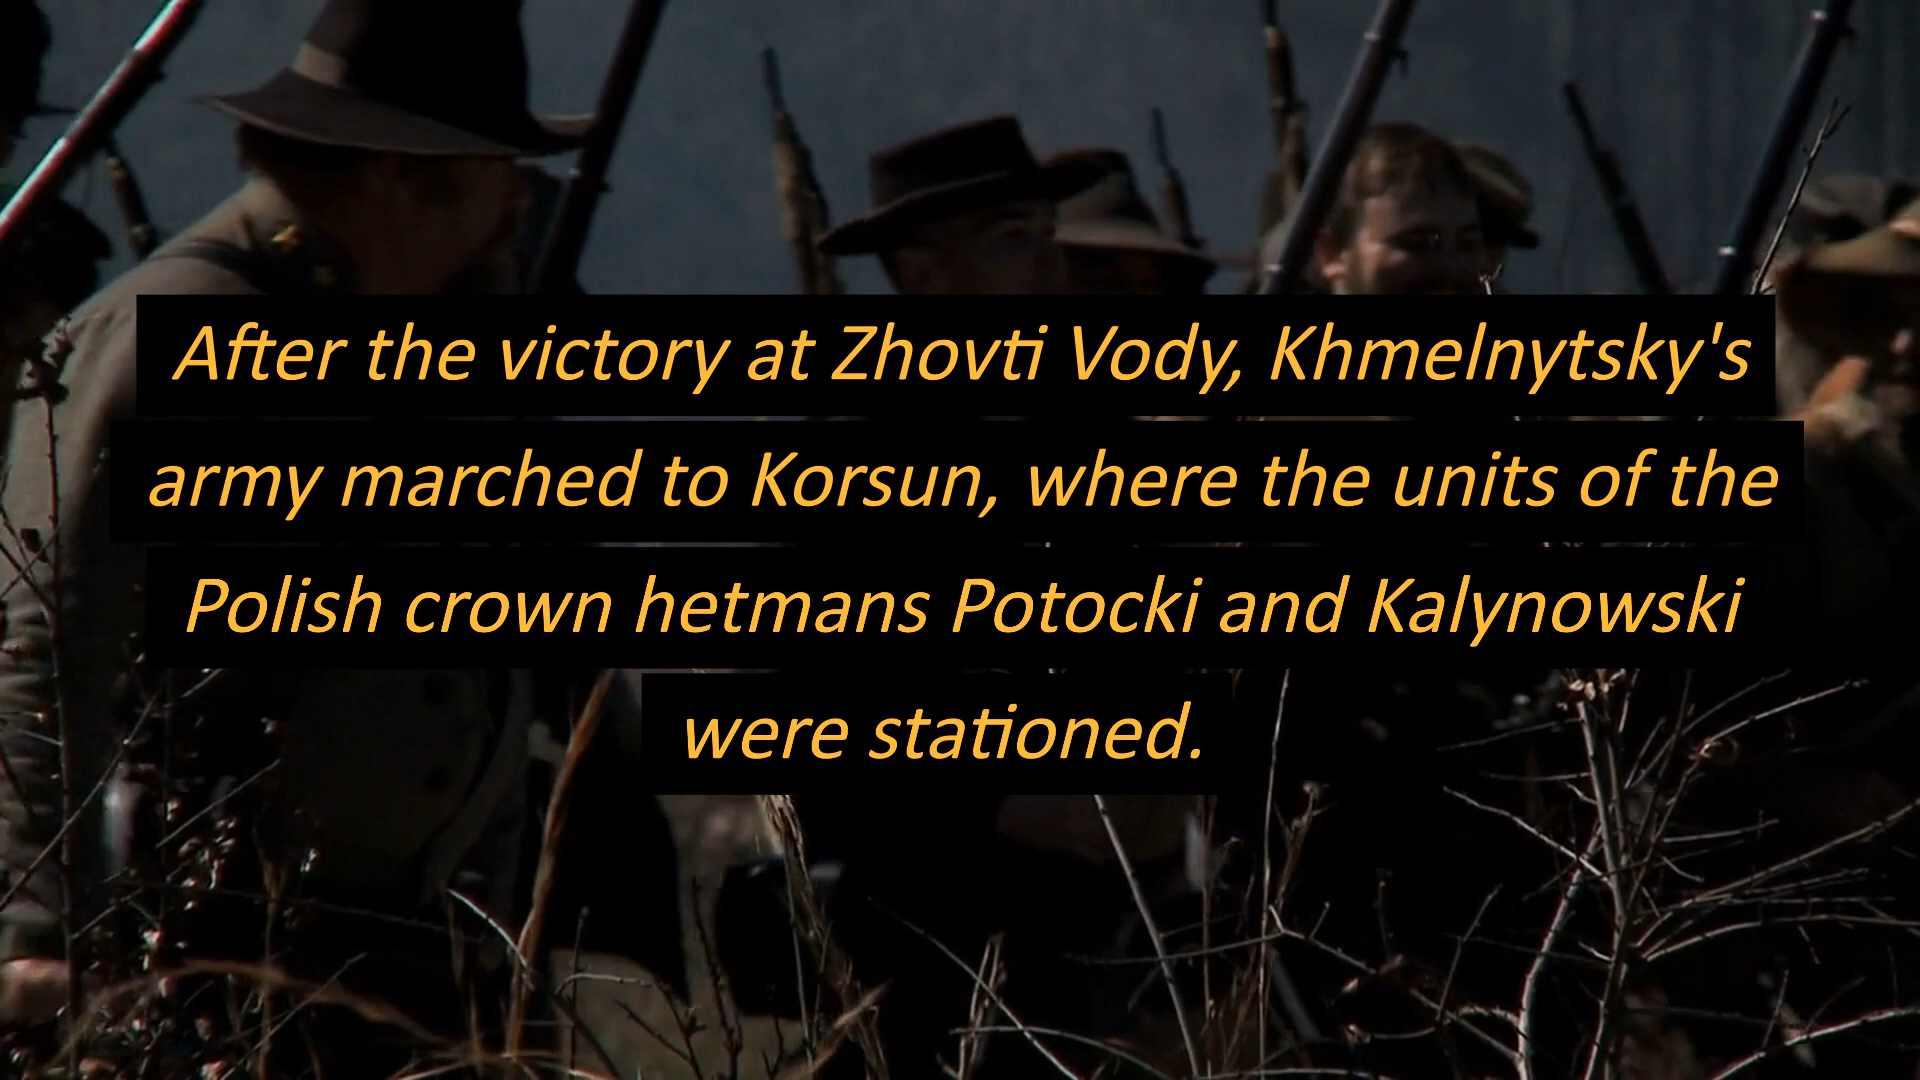 After the victory at Zhovti Vody, Khmelnytsky's
army marched to Korsun, where the units of the
Polish crown hetmans Potocki and Kalynowski
were stationed.